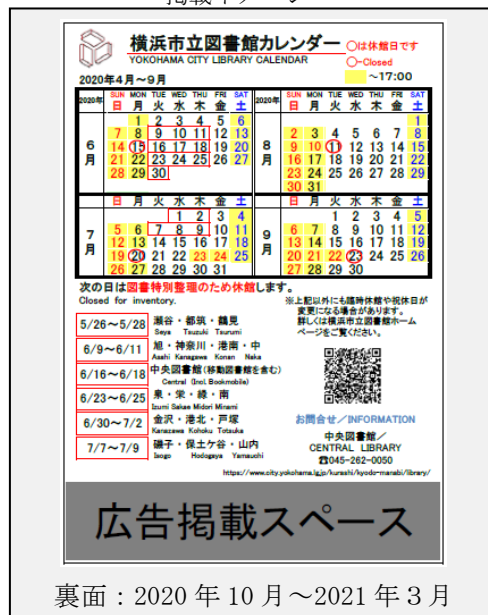 掲載イメージ
横浜市立図書館カレンダー
YOKOHAMA CITY LIBRARY CALENDAR
○は休館日です
○-Closed
~17:00
2020年4月~9月
2020年 SUN MON TUE WED THU FRI SAT
日 月 火 水 木 金 土
6月
1 2 3 4 5 6
7 8 9 10 11 12 13
14 15 16 17 18 19 20
21 22 23 24 25 26 27
28 29 30
2020年 SUN MON TUE WED THU FRI SAT
日 月 火 水 木 金 土
8月
1
2 3 4 5 6 7 8
9 10 11 12 13 14 15
16 17 18 19 20 21 22
23 24 25 26 27 28 29
30 31
日 月 火 水 木 金 土
7月
1 2 3 4
5 6 7 8 9 10 11
12 13 14 15 16 17 18
19 20 21 22 23 24 25
26 27 28 29 30 31
日 月 火 水 木 金 土
9月
1 2 3 4 5
6 7 8 9 10 11 12
13 14 15 16 17 18 19
20 21 22 23 24 25 26
27 28 29 30
次の日は図書特別整理のため休館します。
Closed for inventory.
5/26~5/28 瀬谷・都筑・鶴見
Seya Tsuzuki Tsurumi
6/9~6/11 旭・神奈川・港南・中
Asahi Kanagawa Konan Naka
6/16~6/18 中央図書館(移動図書館を含む)
Central (Incl. Bookmobile)
6/23~6/25 泉・栄・緑・南
Izumi Sakae Midori Minami
6/30~7/2 金沢・港北・戸塚
Kanazawa Kohoku Totsuka
7/7~7/9 磯子・保土ケ谷・山内
Isogo Hodogaya Yamauchi
※上記以外にも臨時休館や祝休日が
変更になる場合があります。
詳しくは横浜市立図書館ホーム
ページをご覧ください。
お問合せ/INFORMATION
中央図書館/
CENTRAL LIBRARY
☎045-262-0050
https://www.city.yokohama.lg.jp/kurashi/kyodo-manabi/library/
広告掲載スペース
裏面:2020年10月~2021年3月